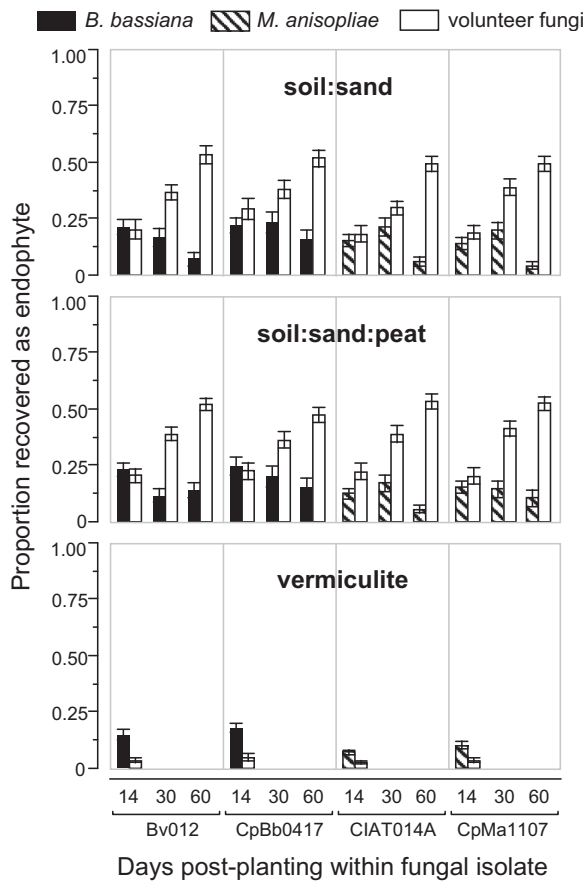 B. bassiana M. anisopliae volunteer fungi
Proportion recovered as endophyte
soil:sand
1.00
0.75
0.50
0.25
0
soil:sand:peat
1.00
0.75
0.50
0.25
0
vermiculite
1.00
0.75
0.50
0.25
0
14 30 60 14 30 60 14 30 60 14 30 60
Bv012 CpBb0417 CIAT014A CpMa1107
Days post-planting within fungal isolate